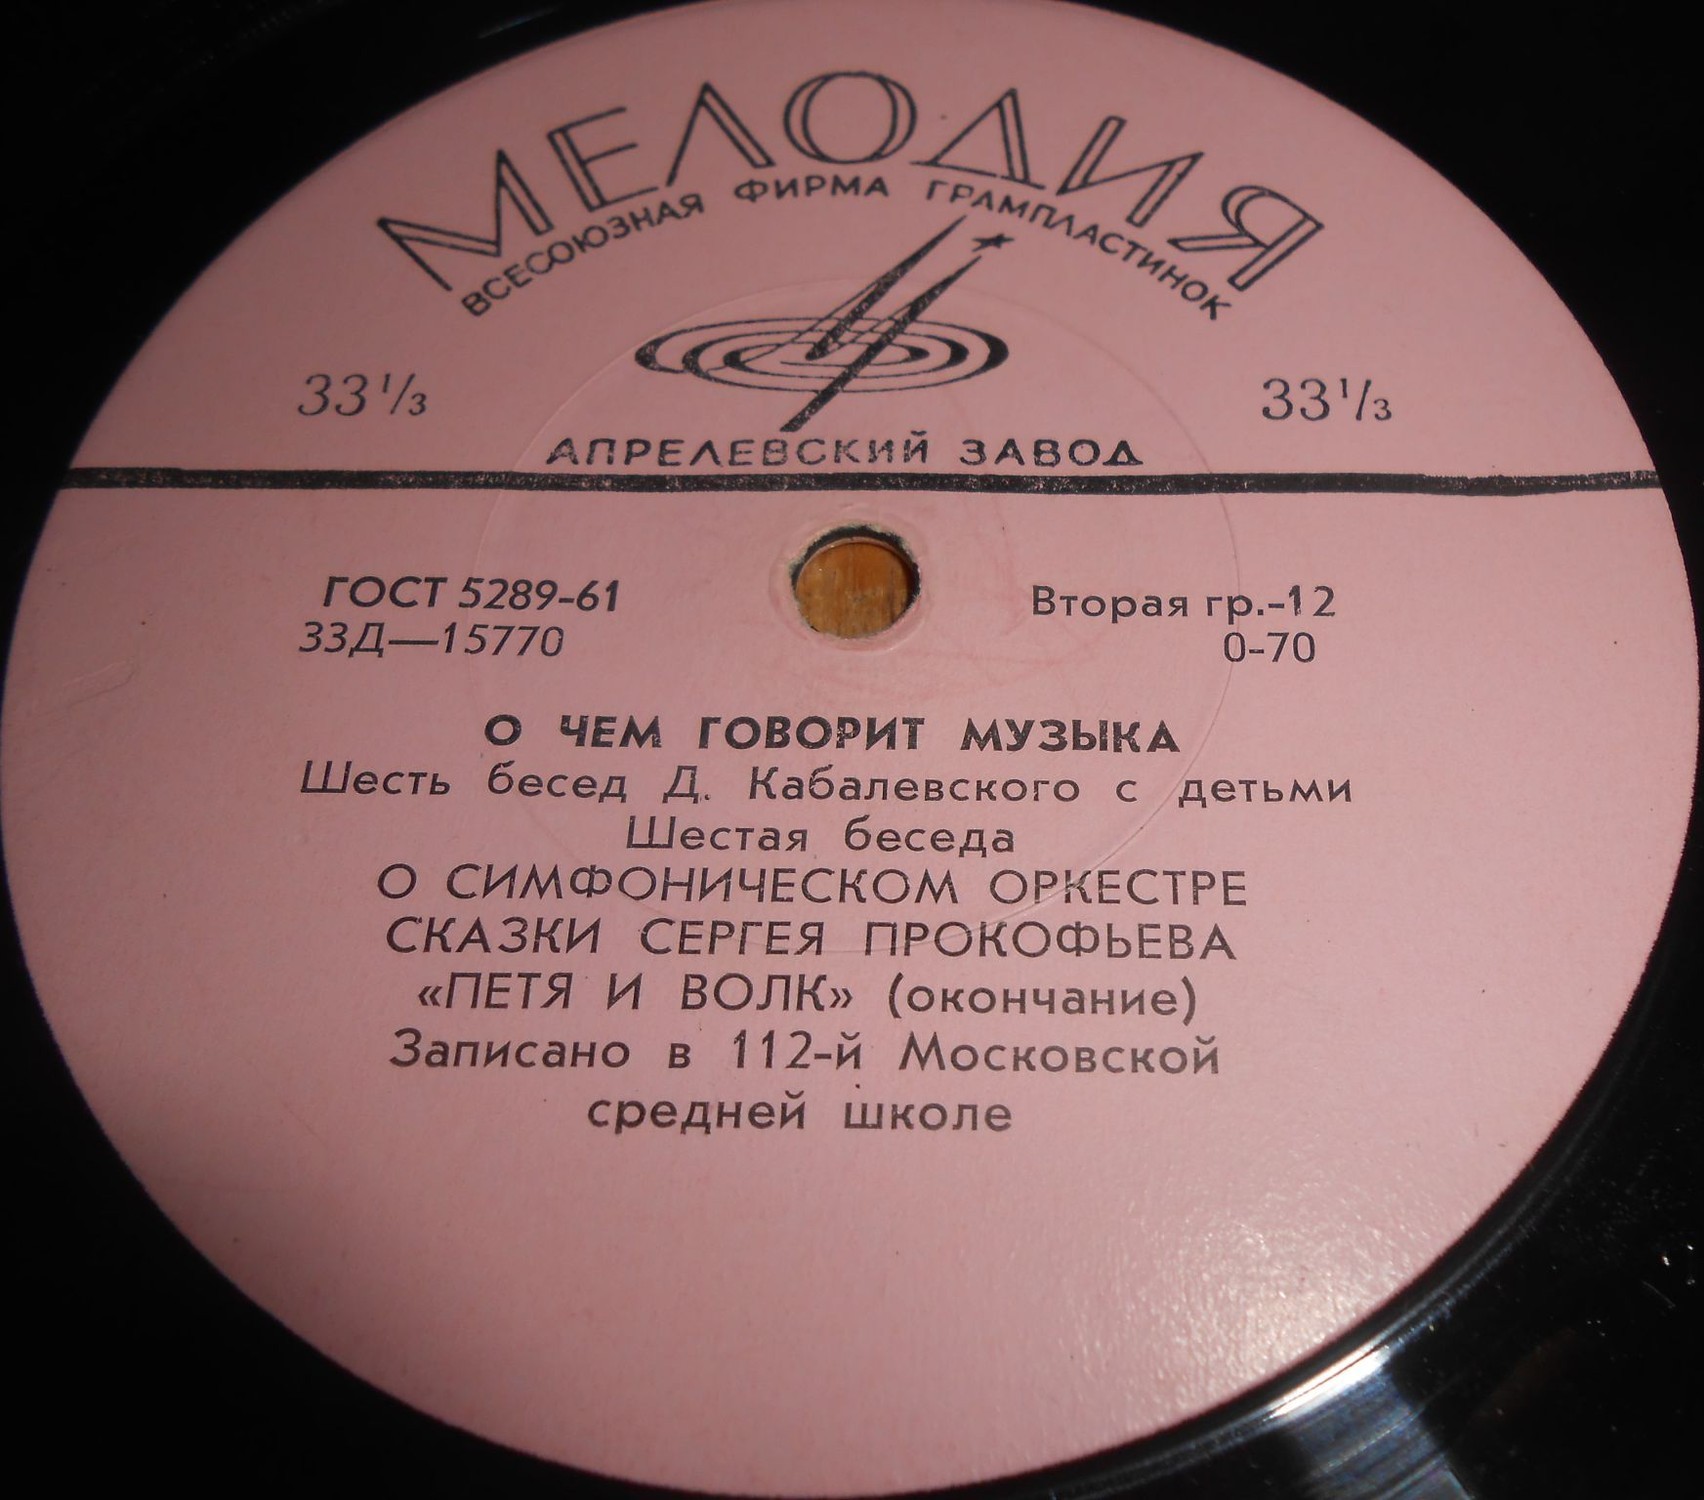 МЕЛОДИЯ
ВСЕСОЮЗНАЯ ФИРМА ГРАМПЛАСТИНОК
33⅓ 33⅓
АПРЕЛЕВСКИЙ ЗАВОД
ГОСТ 5289-61 Вторая гр.-12
33Д—15770 0-70
О ЧЕМ ГОВОРИТ МУЗЫКА
Шесть бесед Д. Кабалевского с детьми
Шестая беседа
О СИМФОНИЧЕСКОМ ОРКЕСТРЕ
СКАЗКИ СЕРГЕЯ ПРОКОФЬЕВА
«ПЕТЯ И ВОЛК» (окончание)
Записано в 112-й Московской
средней школе